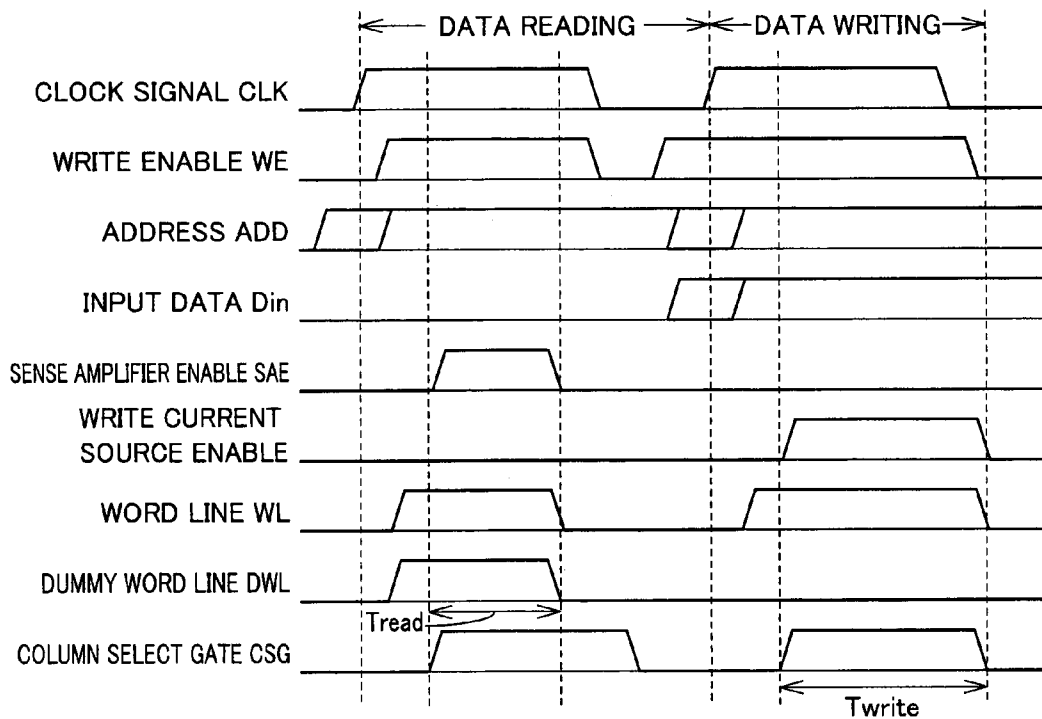 DATA READING DATA WRITING
CLOCK SIGNAL CLK
WRITE ENABLE WE
ADDRESS ADD
INPUT DATA Din
SENSE AMPLIFIER ENABLE SAE
WRITE CURRENT
SOURCE ENABLE
WORD LINE WL
DUMMY WORD LINE DWL
Tread
COLUMN SELECT GATE CSG
Twrite